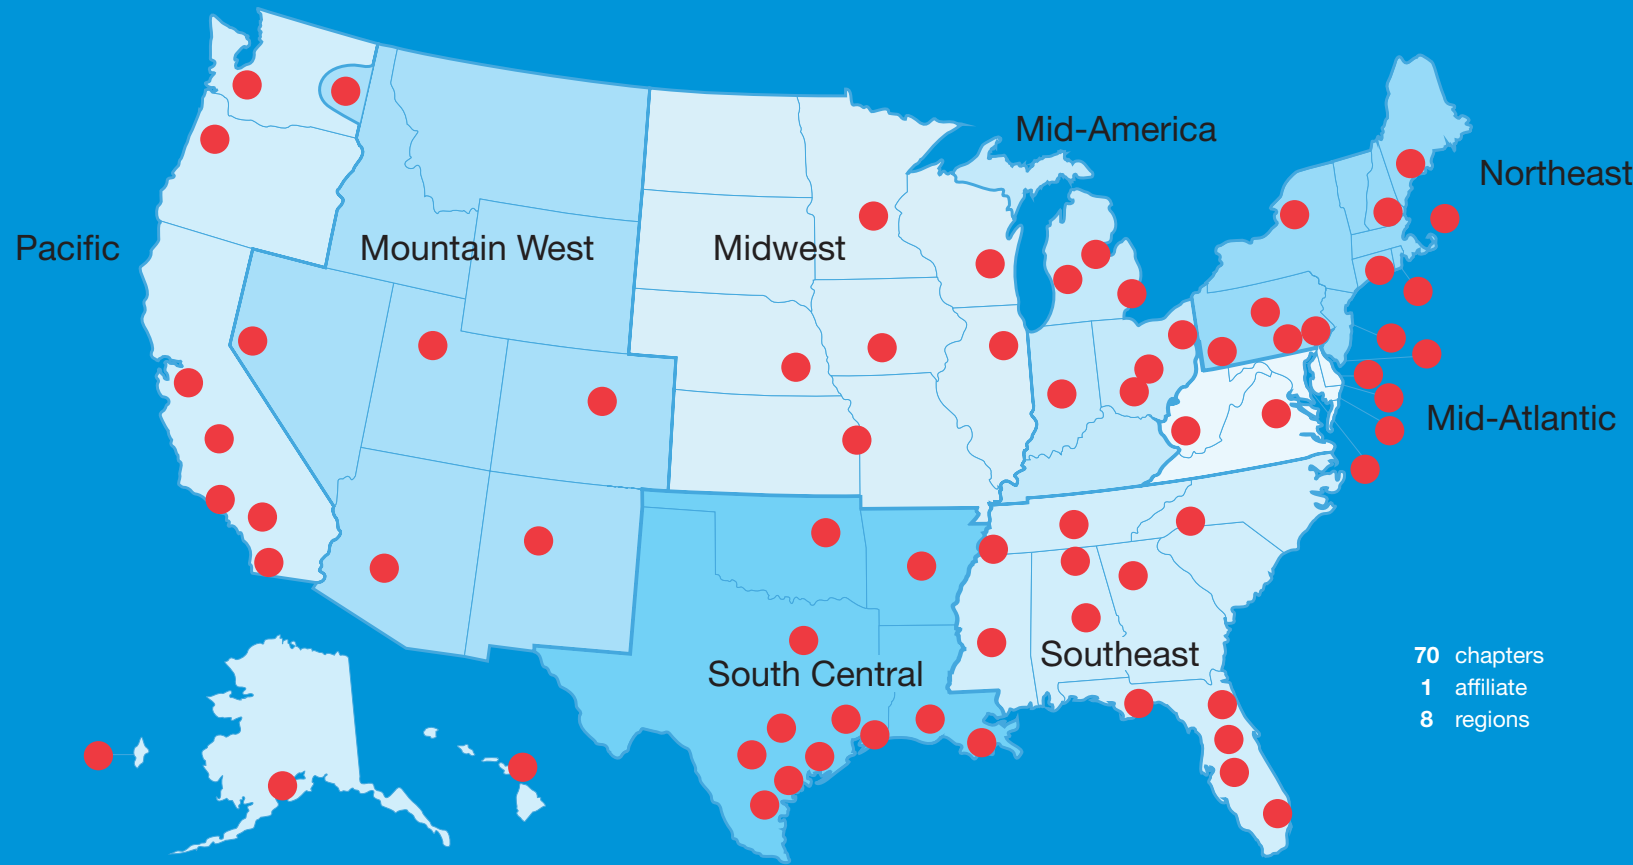 Mid-America
Northeast
Pacific
Mountain West
Midwest
Mid-Atlantic
Southeast
South Central
70 chapters
1 affiliate
8 regions